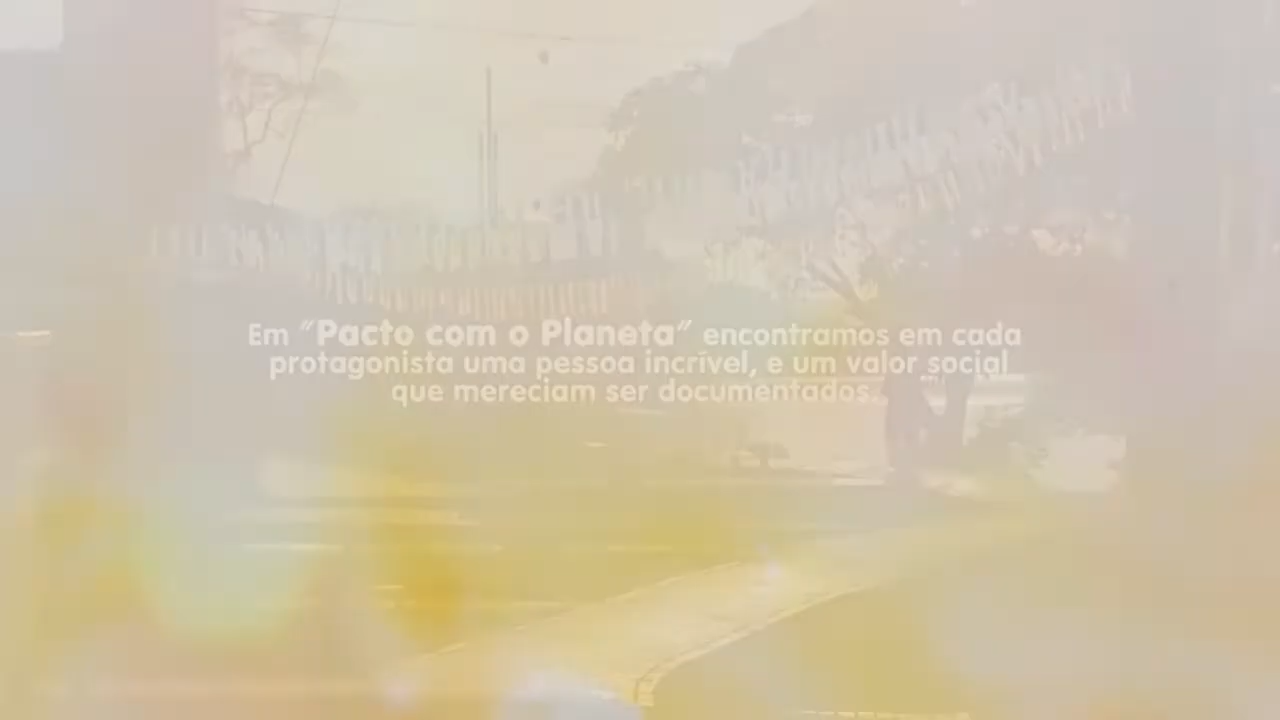 Em “Pacto com o Planeta” encontramos em cada
protagonista uma pessoa incrível, e um valor social
que mereciam ser documentados.